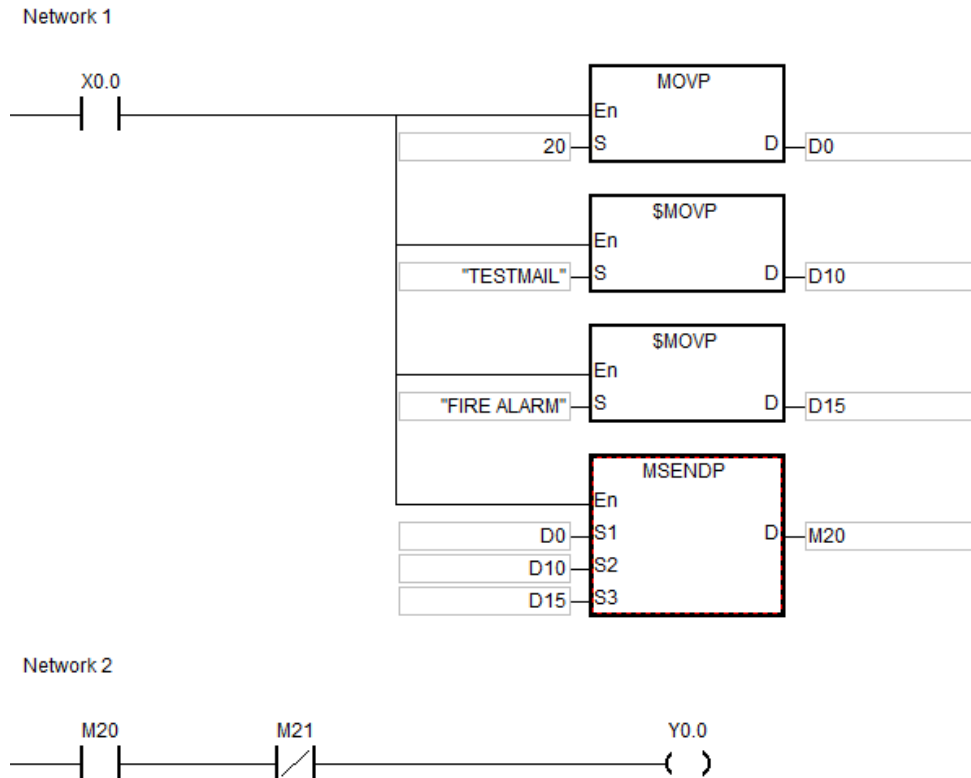 Network 1
X0.0
MOVP
En
20 S D D0
$MOVP
En
"TESTMAIL" S D D10
$MOVP
En
"FIRE ALARM" S D D15
MSENDP
En
D0 S1 D M20
D10 S2
D15 S3
Network 2
M20 M21 Y0.0